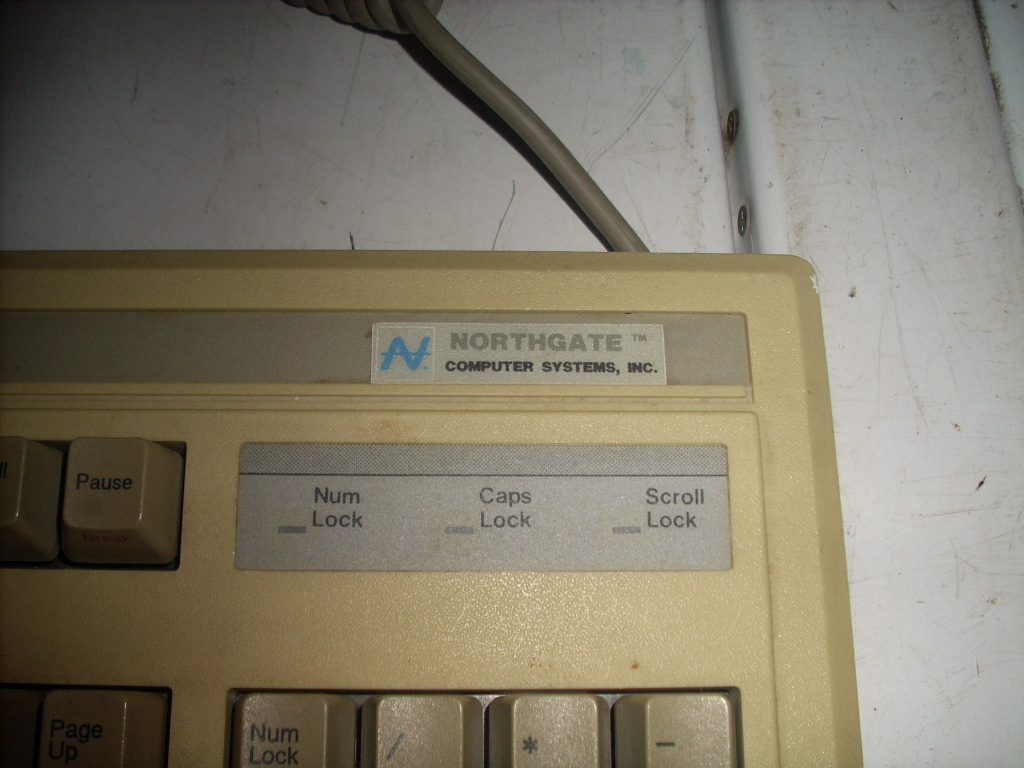 NORTHGATE ™
COMPUTER SYSTEMS, INC.
Pause
Break
Num
Lock
Caps
Lock
Scroll
Lock
Page
Up
Num
Lock
/
*
-